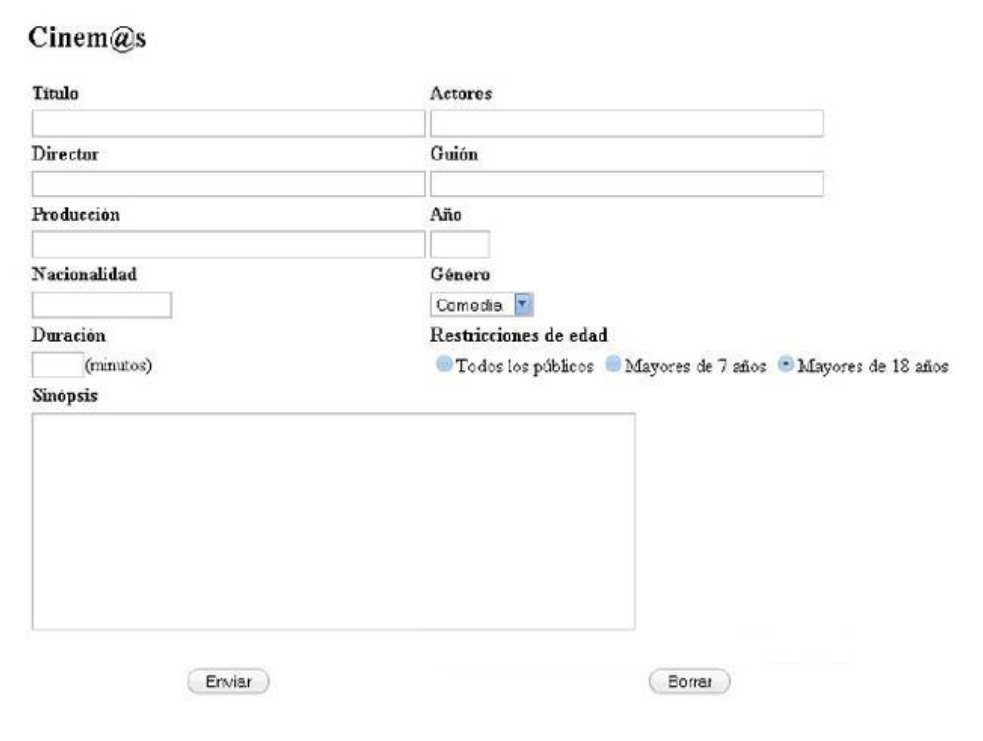 Cinem@s
Título Actores
Director Guión
Producción Año
Nacionalidad Género
Comedia
Duración Restricciones de edad
(minutos) Todos los públicos Mayores de 7 años Mayores de 18 años
Sinópsis
Enviar Borrar